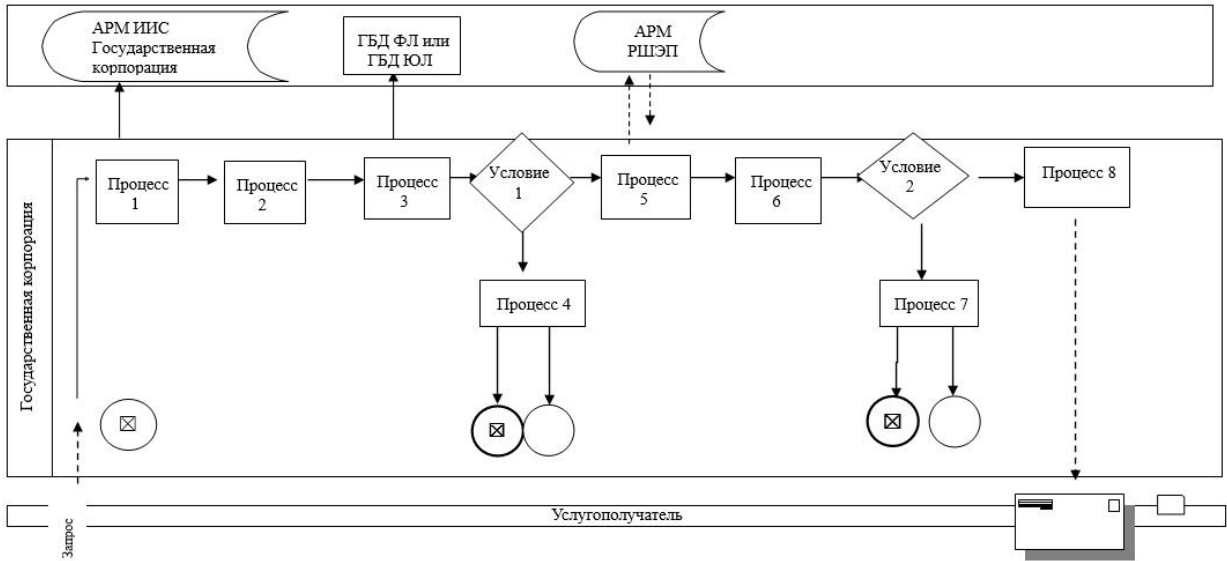 АРМ ИИС
Государственная
корпорация
ГБД ФЛ или
ГБД ЮЛ
АРМ
РШЭП
Государственная корпорация
Процесс
1
Процесс
2
Процесс
3
Условие
1
Процесс
5
Процесс
6
Условие
2
Процесс 8
Процесс 4
Процесс 7
Услугополучатель
Запрос